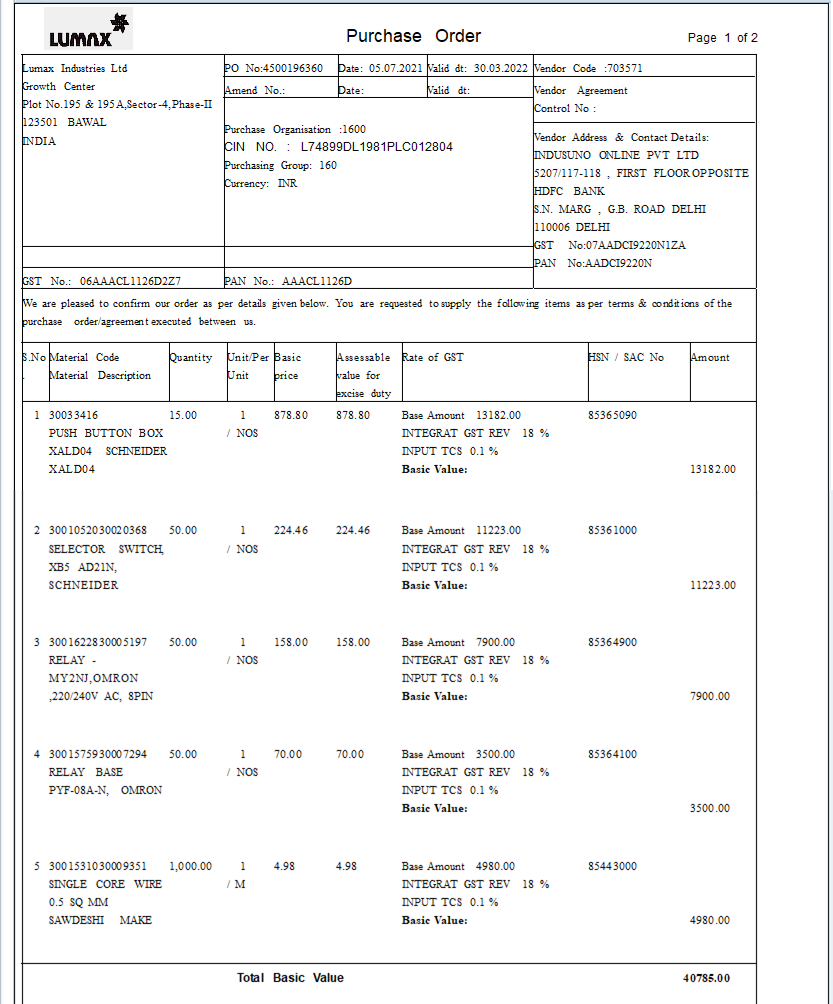 LUMAX
Purchase Order
Page 1 of 2
Lumax Industries Ltd
Growth Center
Plot No.195 & 195A,Sector-4,Phase-II
123501 BAWAL
INDIA
GST No.: 06AAACL1126D2Z7
PO No:4500196360 Date: 05.07.2021 Valid dt: 30.03.2022
Amend No.: Date: Valid dt:
Purchase Organisation :1600
CIN NO. : L74899DL1981PLC012804
Purchasing Group: 160
Currency: INR
PAN No.: AAACL1126D
Vendor Code :703571
Vendor Agreement
Control No :
Vendor Address & Contact Details:
INDUSUNO ONLINE PVT LTD
5207/117-118 , FIRST FLOOR OPPOSITE
HDFC BANK
S.N. MARG , G.B. ROAD DELHI
110006 DELHI
GST No:07AADCI9220N1ZA
PAN No:AADCI9220N
We are pleased to confirm our order as per details given below. You are requested to supply the following items as per terms & conditions of the
purchase order/agreement executed between us.
S.No Material Code Quantity Unit/Per Basic Assessable Rate of GST HSN / SAC No Amount
. Material Description Unit price value for
excise duty
1 30033416 15.00 1 878.80 878.80 Base Amount 13182.00 85365090
PUSH BUTTON BOX / NOS INTEGRAT GST REV 18 %
XALD04 SCHNEIDER INPUT TCS 0.1 %
XALD04 Basic Value: 13182.00
2 3001052030020368 50.00 1 224.46 224.46 Base Amount 11223.00 85361000
SELECTOR SWITCH, / NOS INTEGRAT GST REV 18 %
XB5 AD21N, INPUT TCS 0.1 %
SCHNEIDER Basic Value: 11223.00
3 3001622830005197 50.00 1 158.00 158.00 Base Amount 7900.00 85364900
RELAY - / NOS INTEGRAT GST REV 18 %
MY2NJ,OMRON INPUT TCS 0.1 %
,220/240V AC, 8PIN Basic Value: 7900.00
4 3001575930007294 50.00 1 70.00 70.00 Base Amount 3500.00 85364100
RELAY BASE / NOS INTEGRAT GST REV 18 %
PYF-08A-N, OMRON INPUT TCS 0.1 %
Basic Value: 3500.00
5 3001531030009351 1,000.00 1 4.98 4.98 Base Amount 4980.00 85443000
SINGLE CORE WIRE / M INTEGRAT GST REV 18 %
0.5 SQ MM INPUT TCS 0.1 %
SAWDESHI MAKE Basic Value: 4980.00
Total Basic Value 40785.00